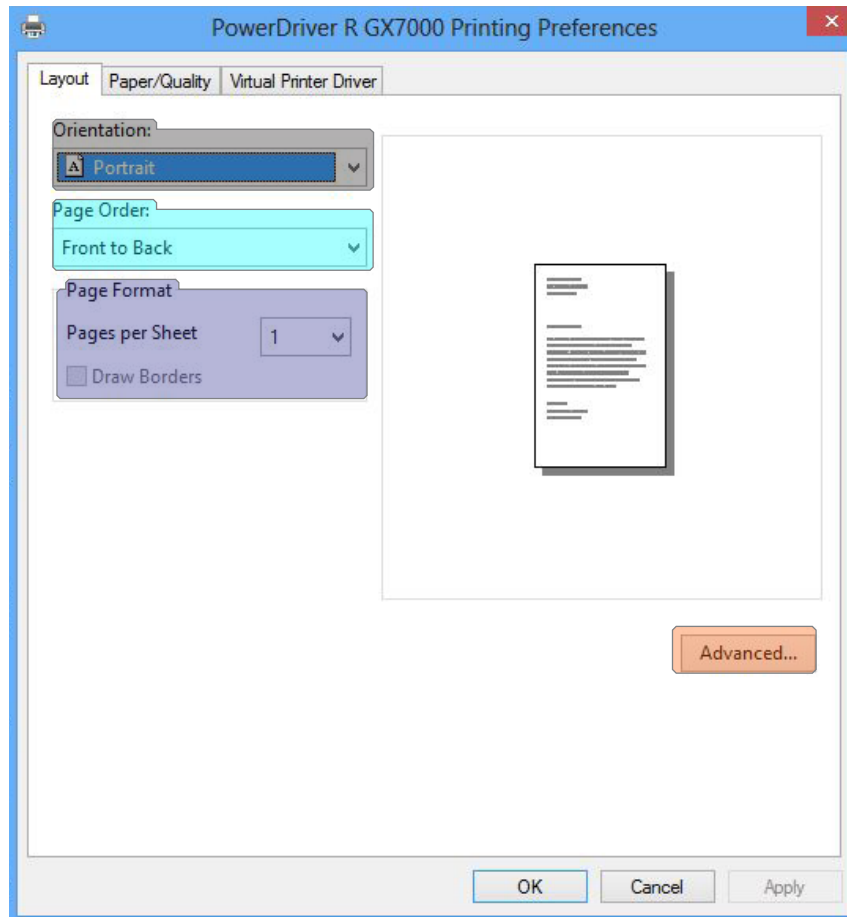 PowerDriver R GX7000 Printing Preferences
Layout Paper/Quality Virtual Printer Driver
Orientation:
A Portrait
Page Order:
Front to Back
Page Format
Pages per Sheet 1
Draw Borders
Advanced...
OK Cancel Apply